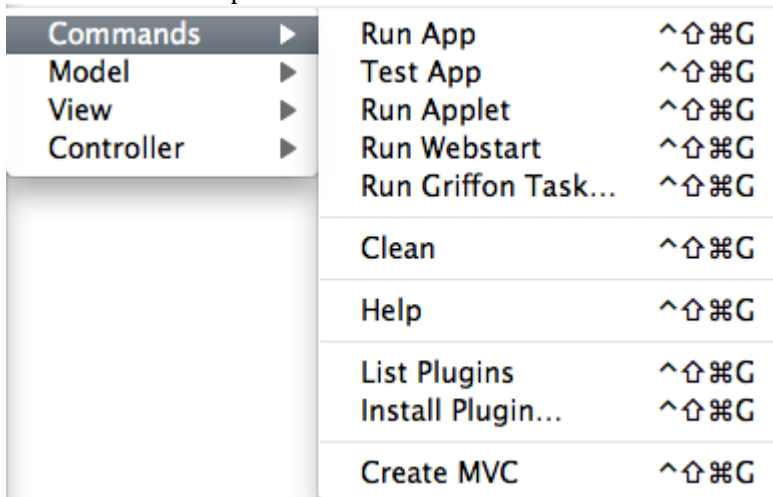 Commands ▶
Model ▶
View ▶
Controller ▶
Run App ^⇧⌘G
Test App ^⇧⌘G
Run Applet ^⇧⌘G
Run Webstart ^⇧⌘G
Run Griffon Task... ^⇧⌘G
Clean ^⇧⌘G
Help ^⇧⌘G
List Plugins ^⇧⌘G
Install Plugin... ^⇧⌘G
Create MVC ^⇧⌘G